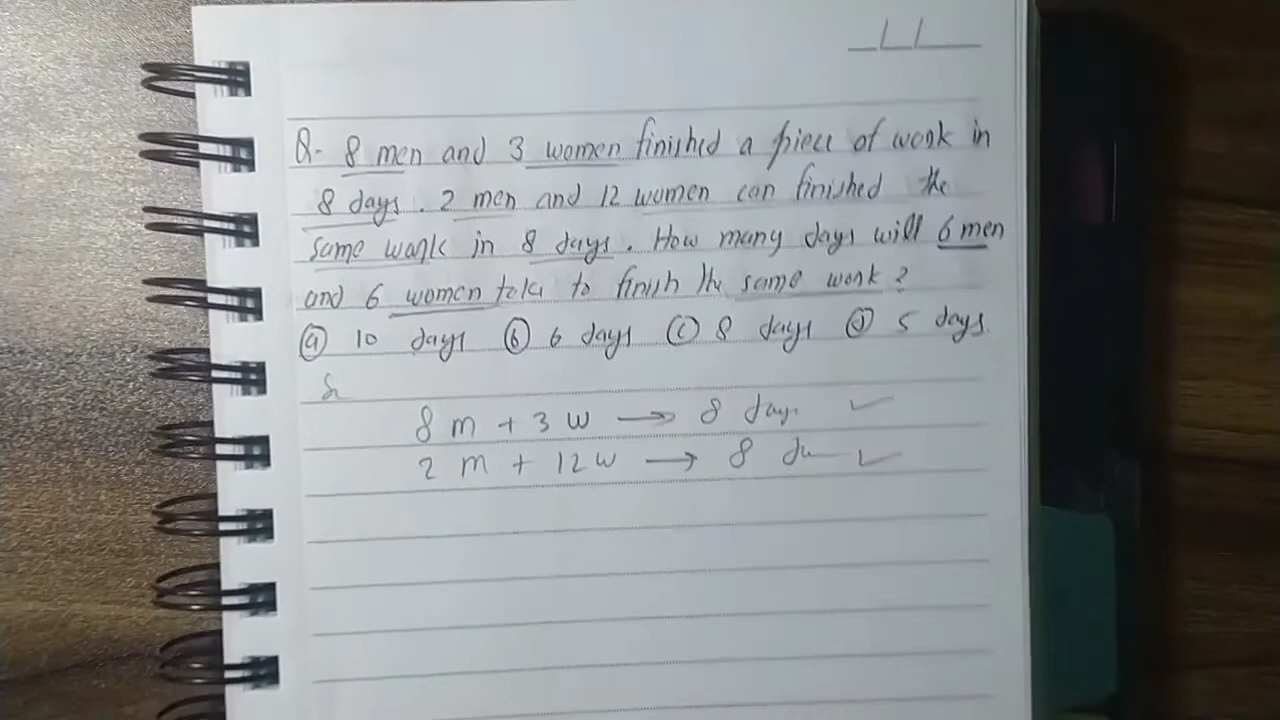 Q- 8 men and 3 women finished a piece of work in
8 days. 2 men and 12 women can finished the
same work in 8 days. How many days will 6 men
and 6 women take to finish the same work ?
(a) 10 days (b) 6 days (c) 8 days (d) 5 days
8 m + 3 w → 8 days ✓
2 m + 12 w → 8 da ✓